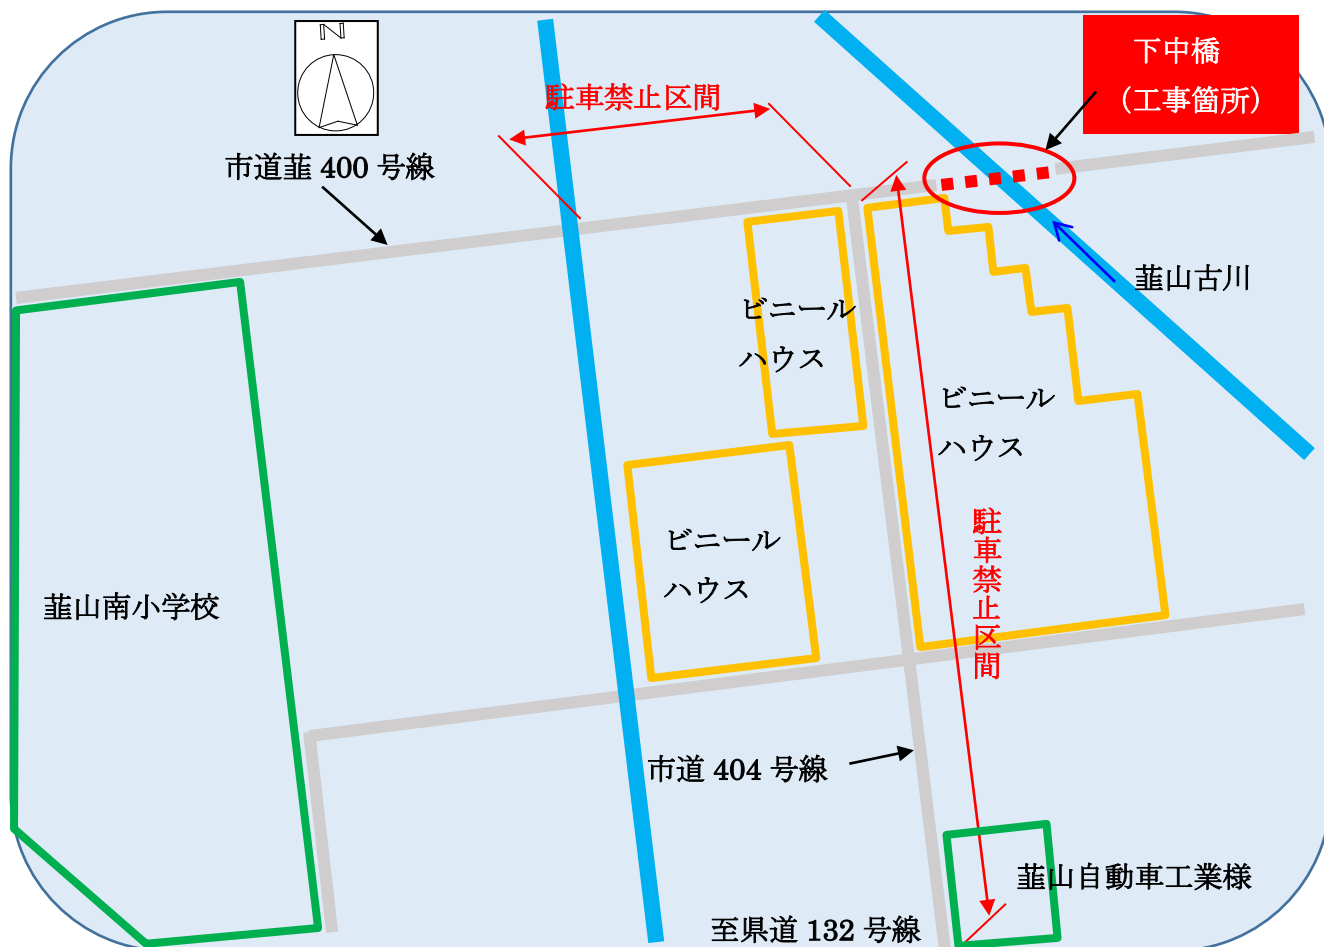 N
下中橋
(工事箇所)
駐車禁止区間
市道韮 400 号線
韮山古川
ビニール
ハウス
ビニール
ハウス
駐車禁止区間
ビニール
ハウス
韮山南小学校
市道 404 号線
韮山自動車工業様
至県道 132 号線